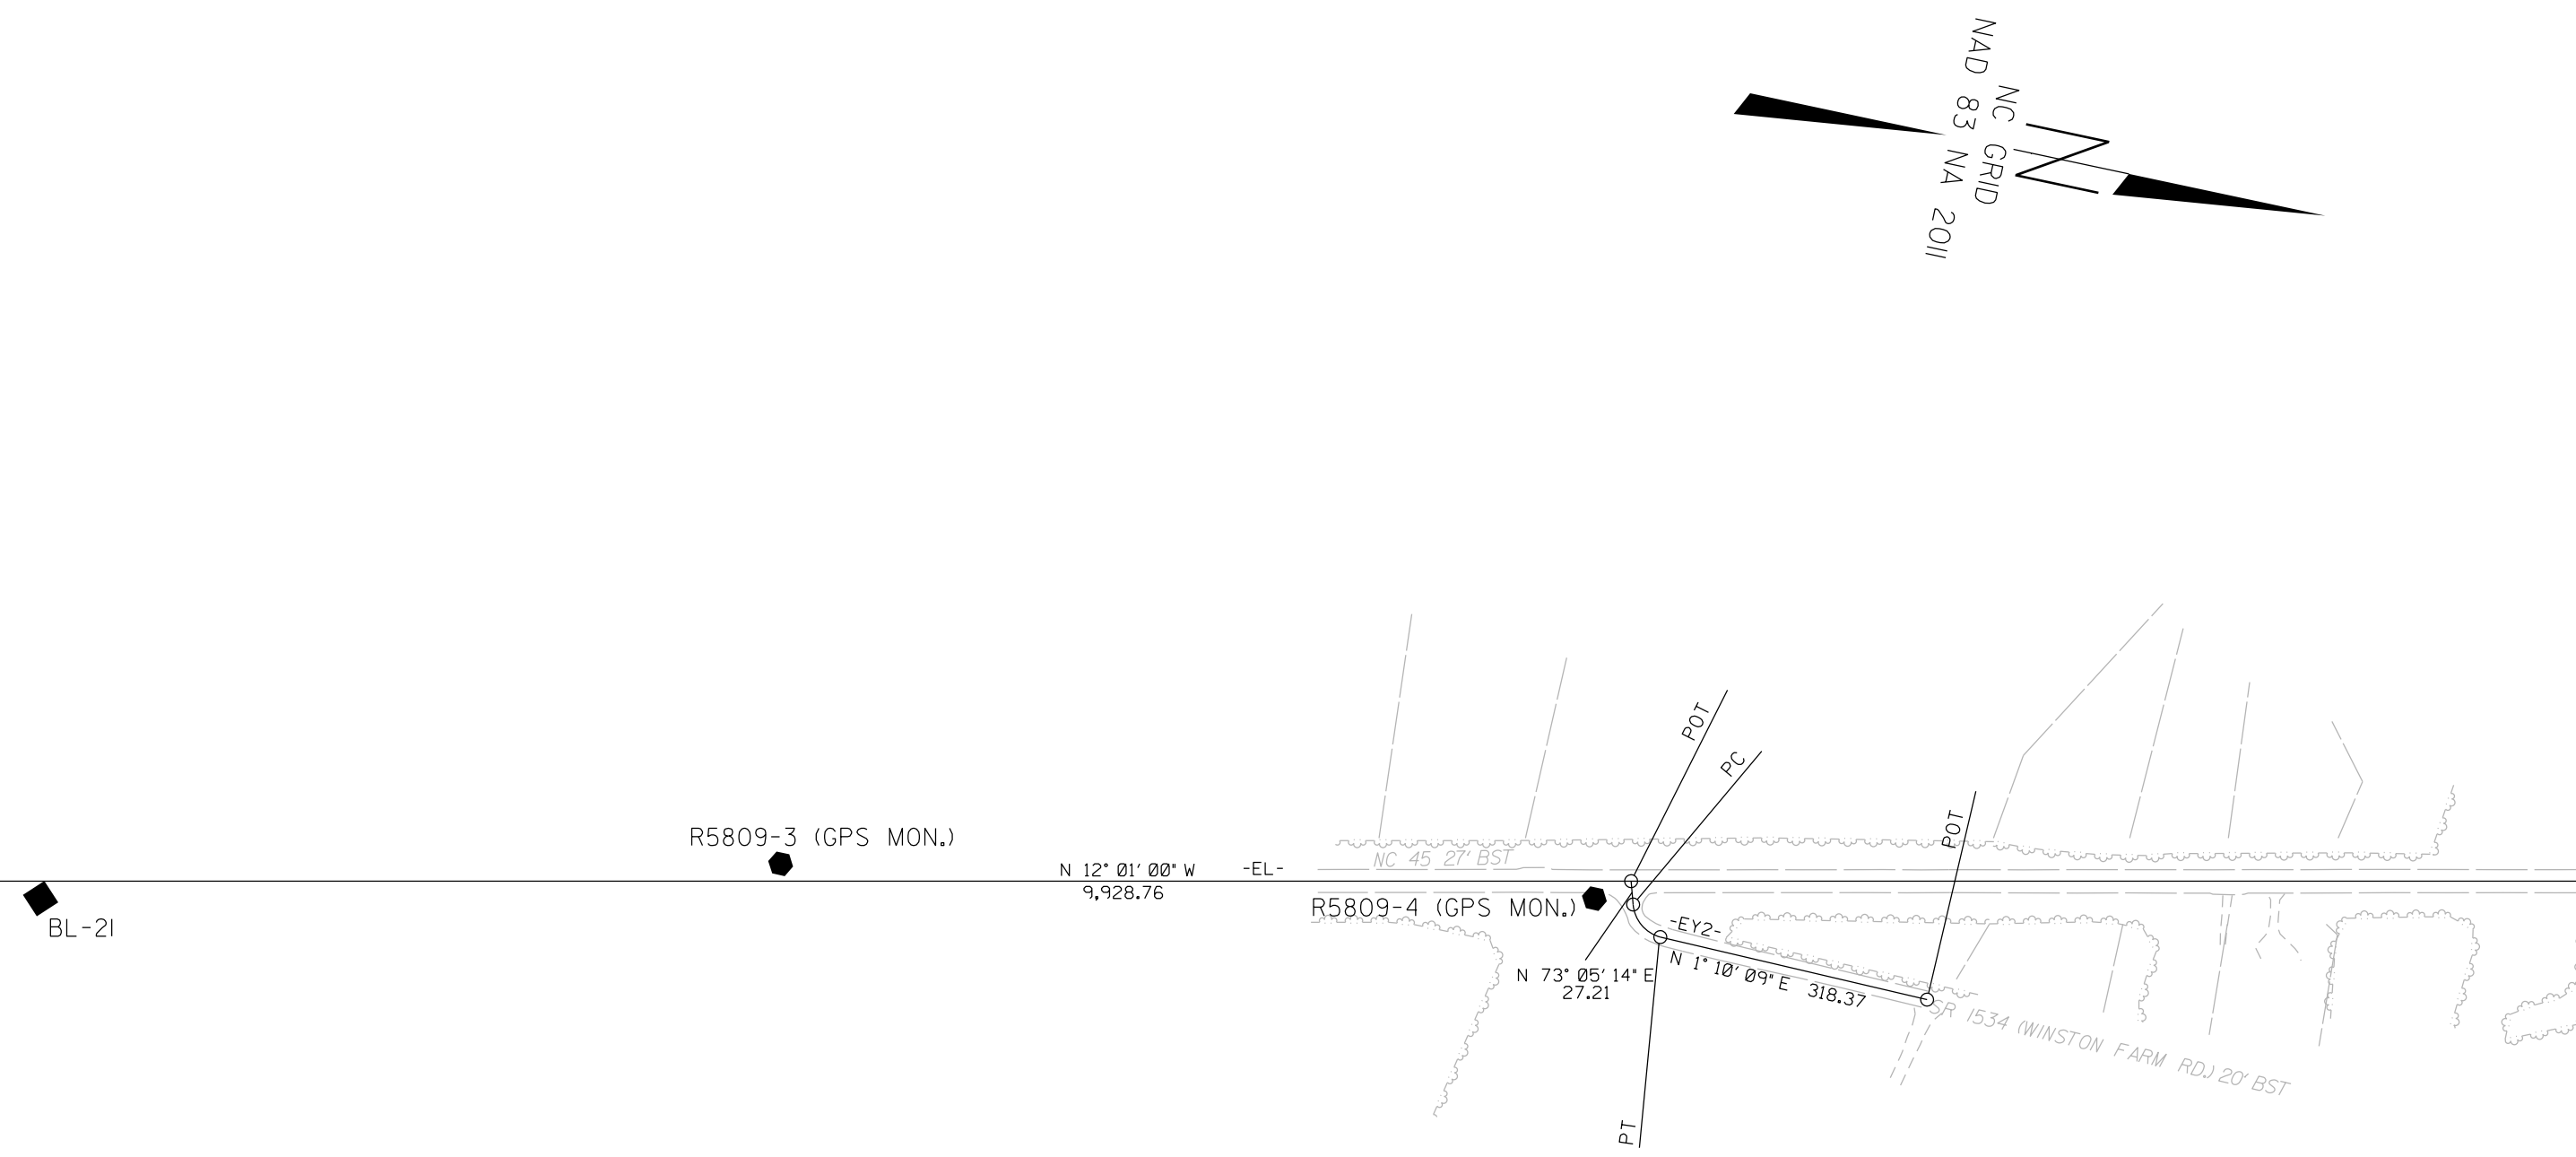 NC GRID
NAD 83 NA 2011
N
R5809-3 (GPS MON.)
BL-21
N 12° 01' 00" W
9,928.76
-EL-
NC 45 27' BST
R5809-4 (GPS MON.)
POT
PC
POT
-EY2-
N 73° 05' 14" E
27.21
N 1° 10' 09" E 318.37
SR 1534 (WINSTON FARM RD.) 20' BST
PT